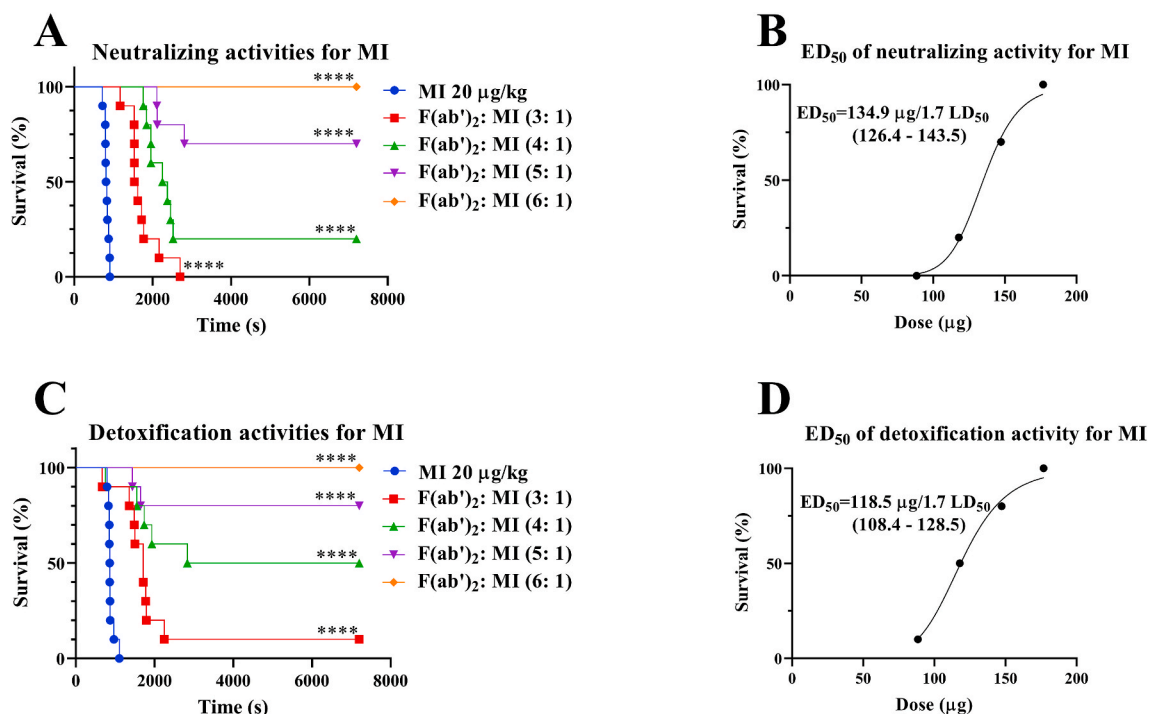 A
Neutralizing activities for MI
Survival (%)
100
50
0
0 2000 4000 6000 8000
Time (s)
****
****
****
****
MI 20 μg/kg
F(ab')₂: MI (3: 1)
F(ab')₂: MI (4: 1)
F(ab')₂: MI (5: 1)
F(ab')₂: MI (6: 1)
B
ED₅₀ of neutralizing activity for MI
Survival (%)
100
50
0
ED₅₀=134.9 μg/1.7 LD₅₀
(126.4 - 143.5)
0 50 100 150 200
Dose (μg)
C
Detoxification activities for MI
Survival (%)
100
50
0
0 2000 4000 6000 8000
Time (s)
****
****
****
****
MI 20 μg/kg
F(ab')₂: MI (3: 1)
F(ab')₂: MI (4: 1)
F(ab')₂: MI (5: 1)
F(ab')₂: MI (6: 1)
D
ED₅₀ of detoxification activity for MI
Survival (%)
100
50
0
ED₅₀=118.5 μg/1.7 LD₅₀
(108.4 - 128.5)
0 50 100 150 200
Dose (μg)